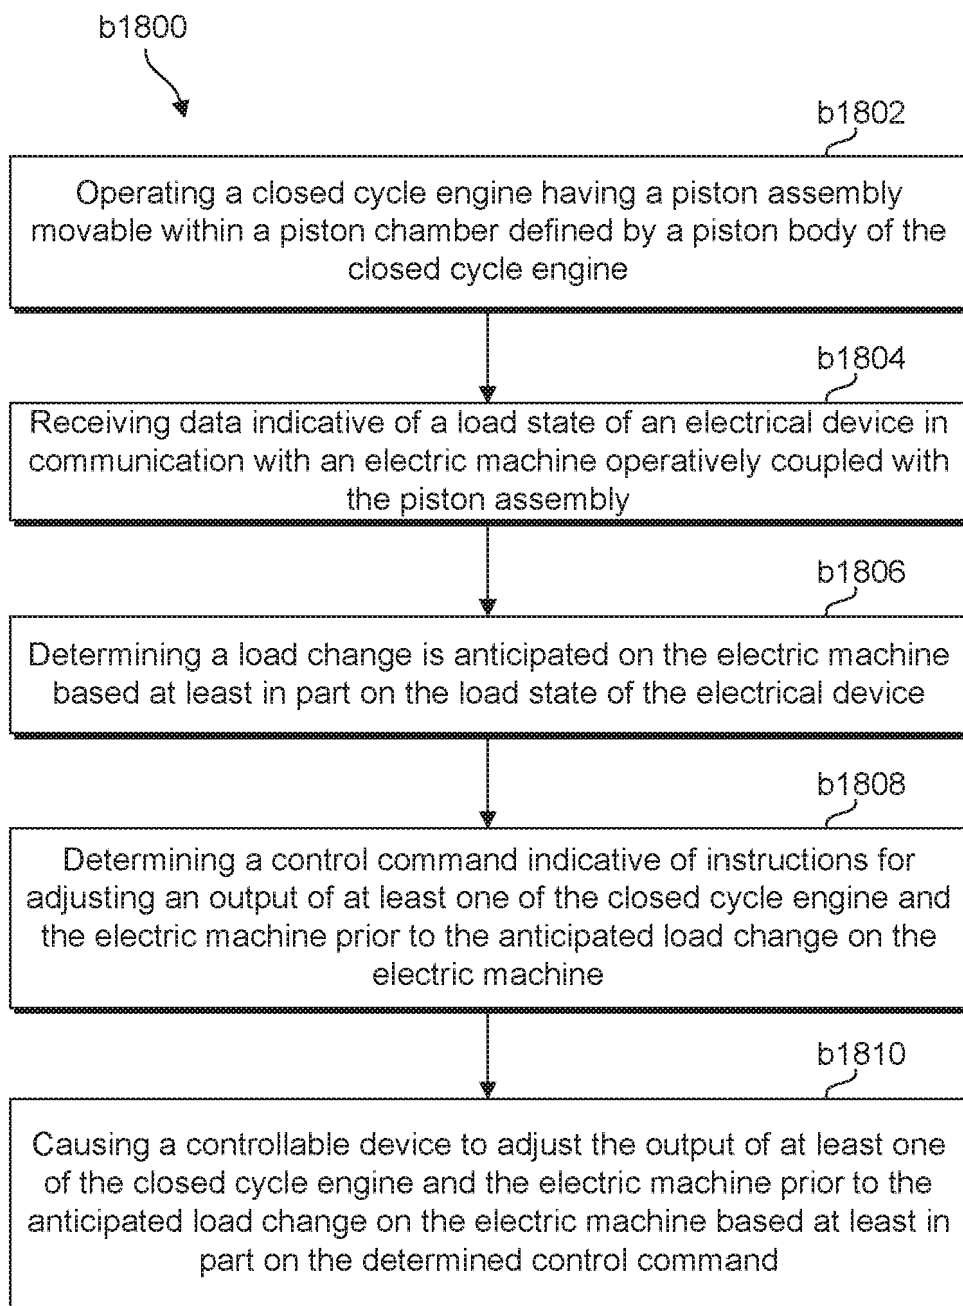 b1800
b1802
Operating a closed cycle engine having a piston assembly
movable within a piston chamber defined by a piston body of the
closed cycle engine
b1804
Receiving data indicative of a load state of an electrical device in
communication with an electric machine operatively coupled with
the piston assembly
b1806
Determining a load change is anticipated on the electric machine
based at least in part on the load state of the electrical device
b1808
Determining a control command indicative of instructions for
adjusting an output of at least one of the closed cycle engine and
the electric machine prior to the anticipated load change on the
electric machine
b1810
Causing a controllable device to adjust the output of at least one
of the closed cycle engine and the electric machine prior to the
anticipated load change on the electric machine based at least in
part on the determined control command